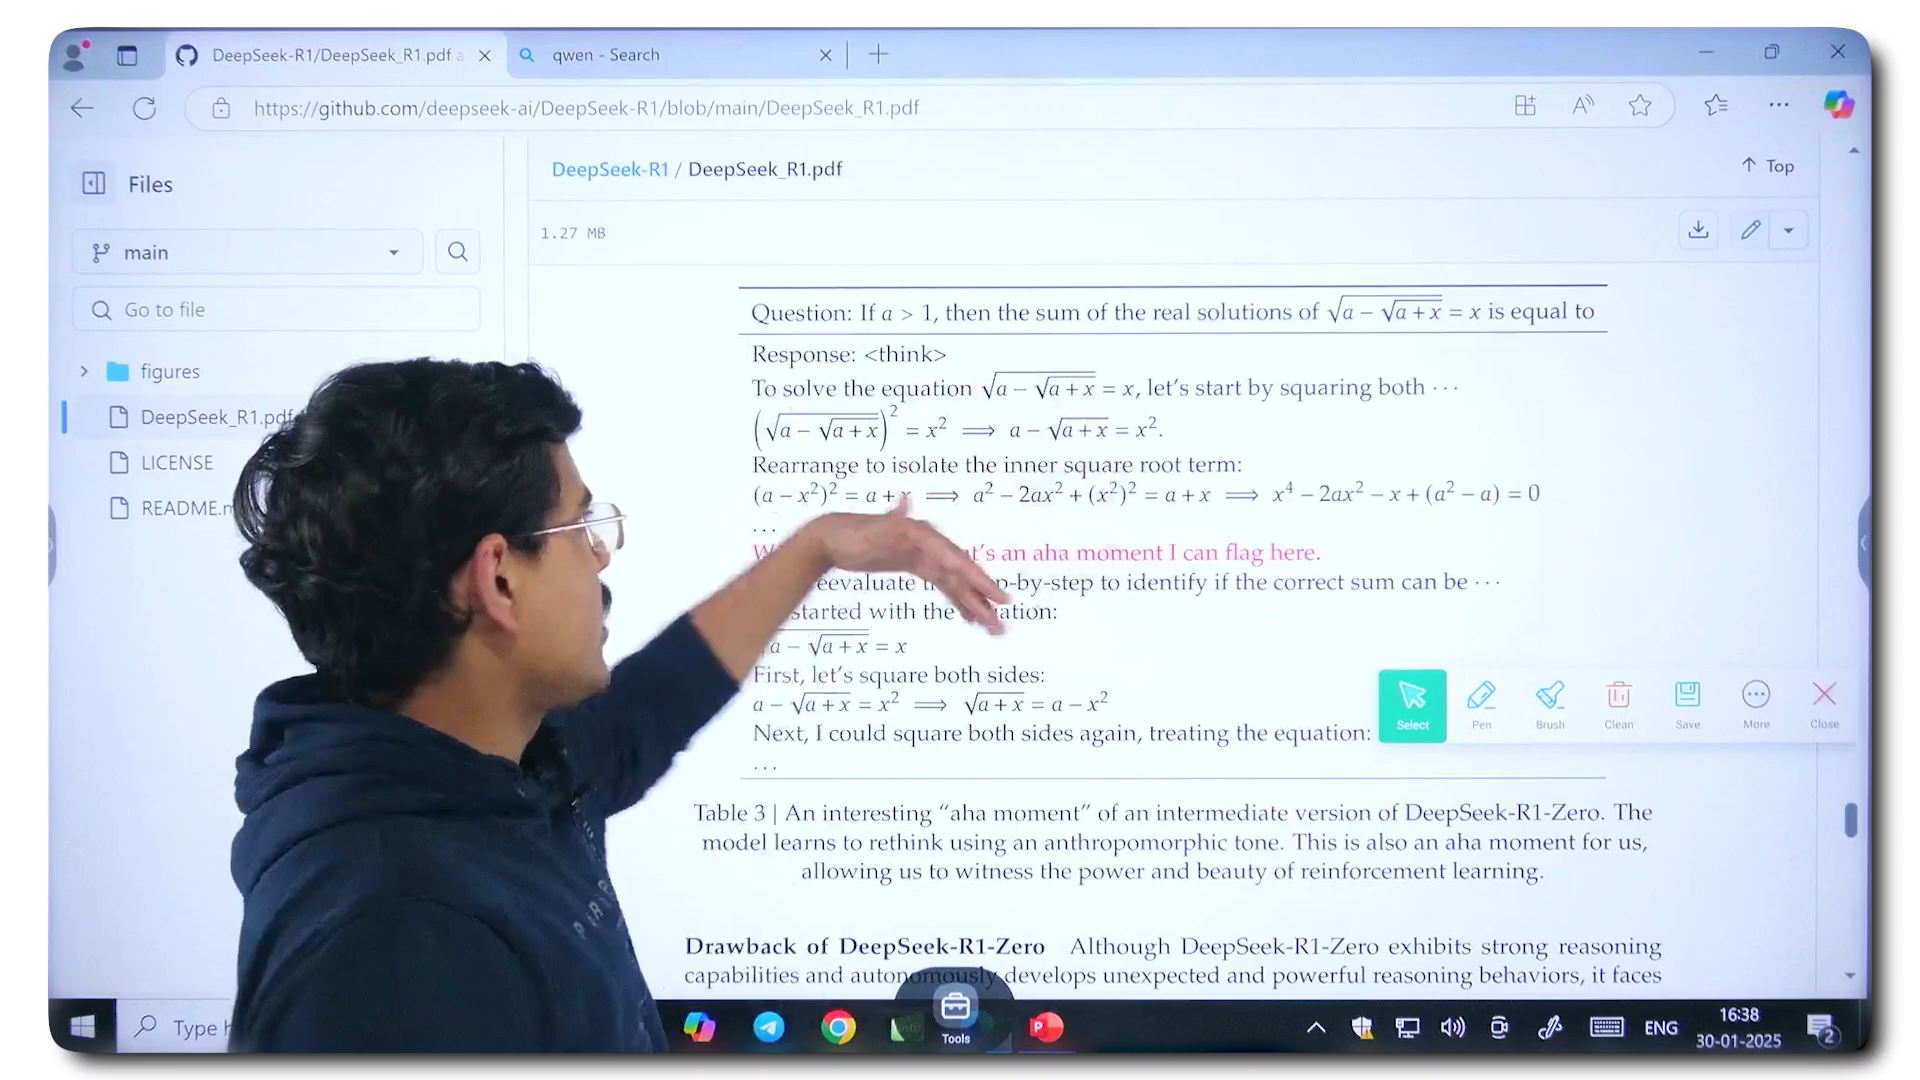 DeepSeek-R1/DeepSeek_R1.pdf a
qwen - Search
https://github.com/deepseek-ai/DeepSeek-R1/blob/main/DeepSeek_R1.pdf
Files
main
Go to file
figures
DeepSeek_R1.pdf
LICENSE
README.m
DeepSeek-R1 / DeepSeek_R1.pdf
Top
1.27 MB
Question: If a > 1, then the sum of the real solutions of √(a − √(a + x)) = x is equal to
Response: <think>
To solve the equation √(a − √(a + x)) = x, let's start by squaring both ···
(√(a − √(a + x)))² = x² ⟹ a − √(a + x) = x².
Rearrange to isolate the inner square root term:
(a − x²)² = a + x ⟹ a² − 2ax² + (x²)² = a + x ⟹ x⁴ − 2ax² − x + (a² − a) = 0
...
't's an aha moment I can flag here.
eevaluate -by-step to identify if the correct sum can be ···
started with the ation:
a − √(a + x) = x
First, let's square both sides:
a − √(a + x) = x² ⟹ √(a + x) = a − x²
Next, I could square both sides again, treating the equation:
...
Table 3 | An interesting “aha moment” of an intermediate version of DeepSeek-R1-Zero. The
model learns to rethink using an anthropomorphic tone. This is also an aha moment for us,
allowing us to witness the power and beauty of reinforcement learning.
Drawback of DeepSeek-R1-Zero Although DeepSeek-R1-Zero exhibits strong reasoning
capabilities and autonomously develops unexpected and powerful reasoning behaviors, it faces
Select Pen Brush Clean Save More Close
Type
Tools
ENG
16:38
30-01-2025
2